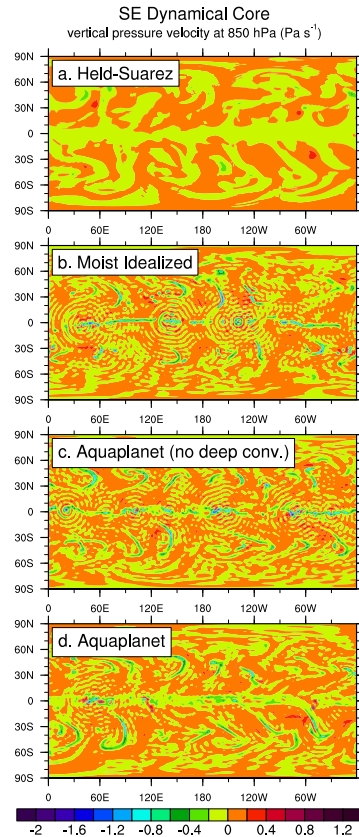 SE Dynamical Core
vertical pressure velocity at 850 hPa (Pa s⁻¹)
a. Held-Suarez
90N
60N
30N
0
30S
60S
90S
0 60E 120E 180 120W 60W
b. Moist Idealized
90N
60N
30N
0
30S
60S
90S
0 60E 120E 180 120W 60W
c. Aquaplanet (no deep conv.)
90N
60N
30N
0
30S
60S
90S
0 60E 120E 180 120W 60W
d. Aquaplanet
90N
60N
30N
0
30S
60S
90S
0 60E 120E 180 120W 60W
-2 -1.6 -1.2 -0.8 -0.4 0 0.4 0.8